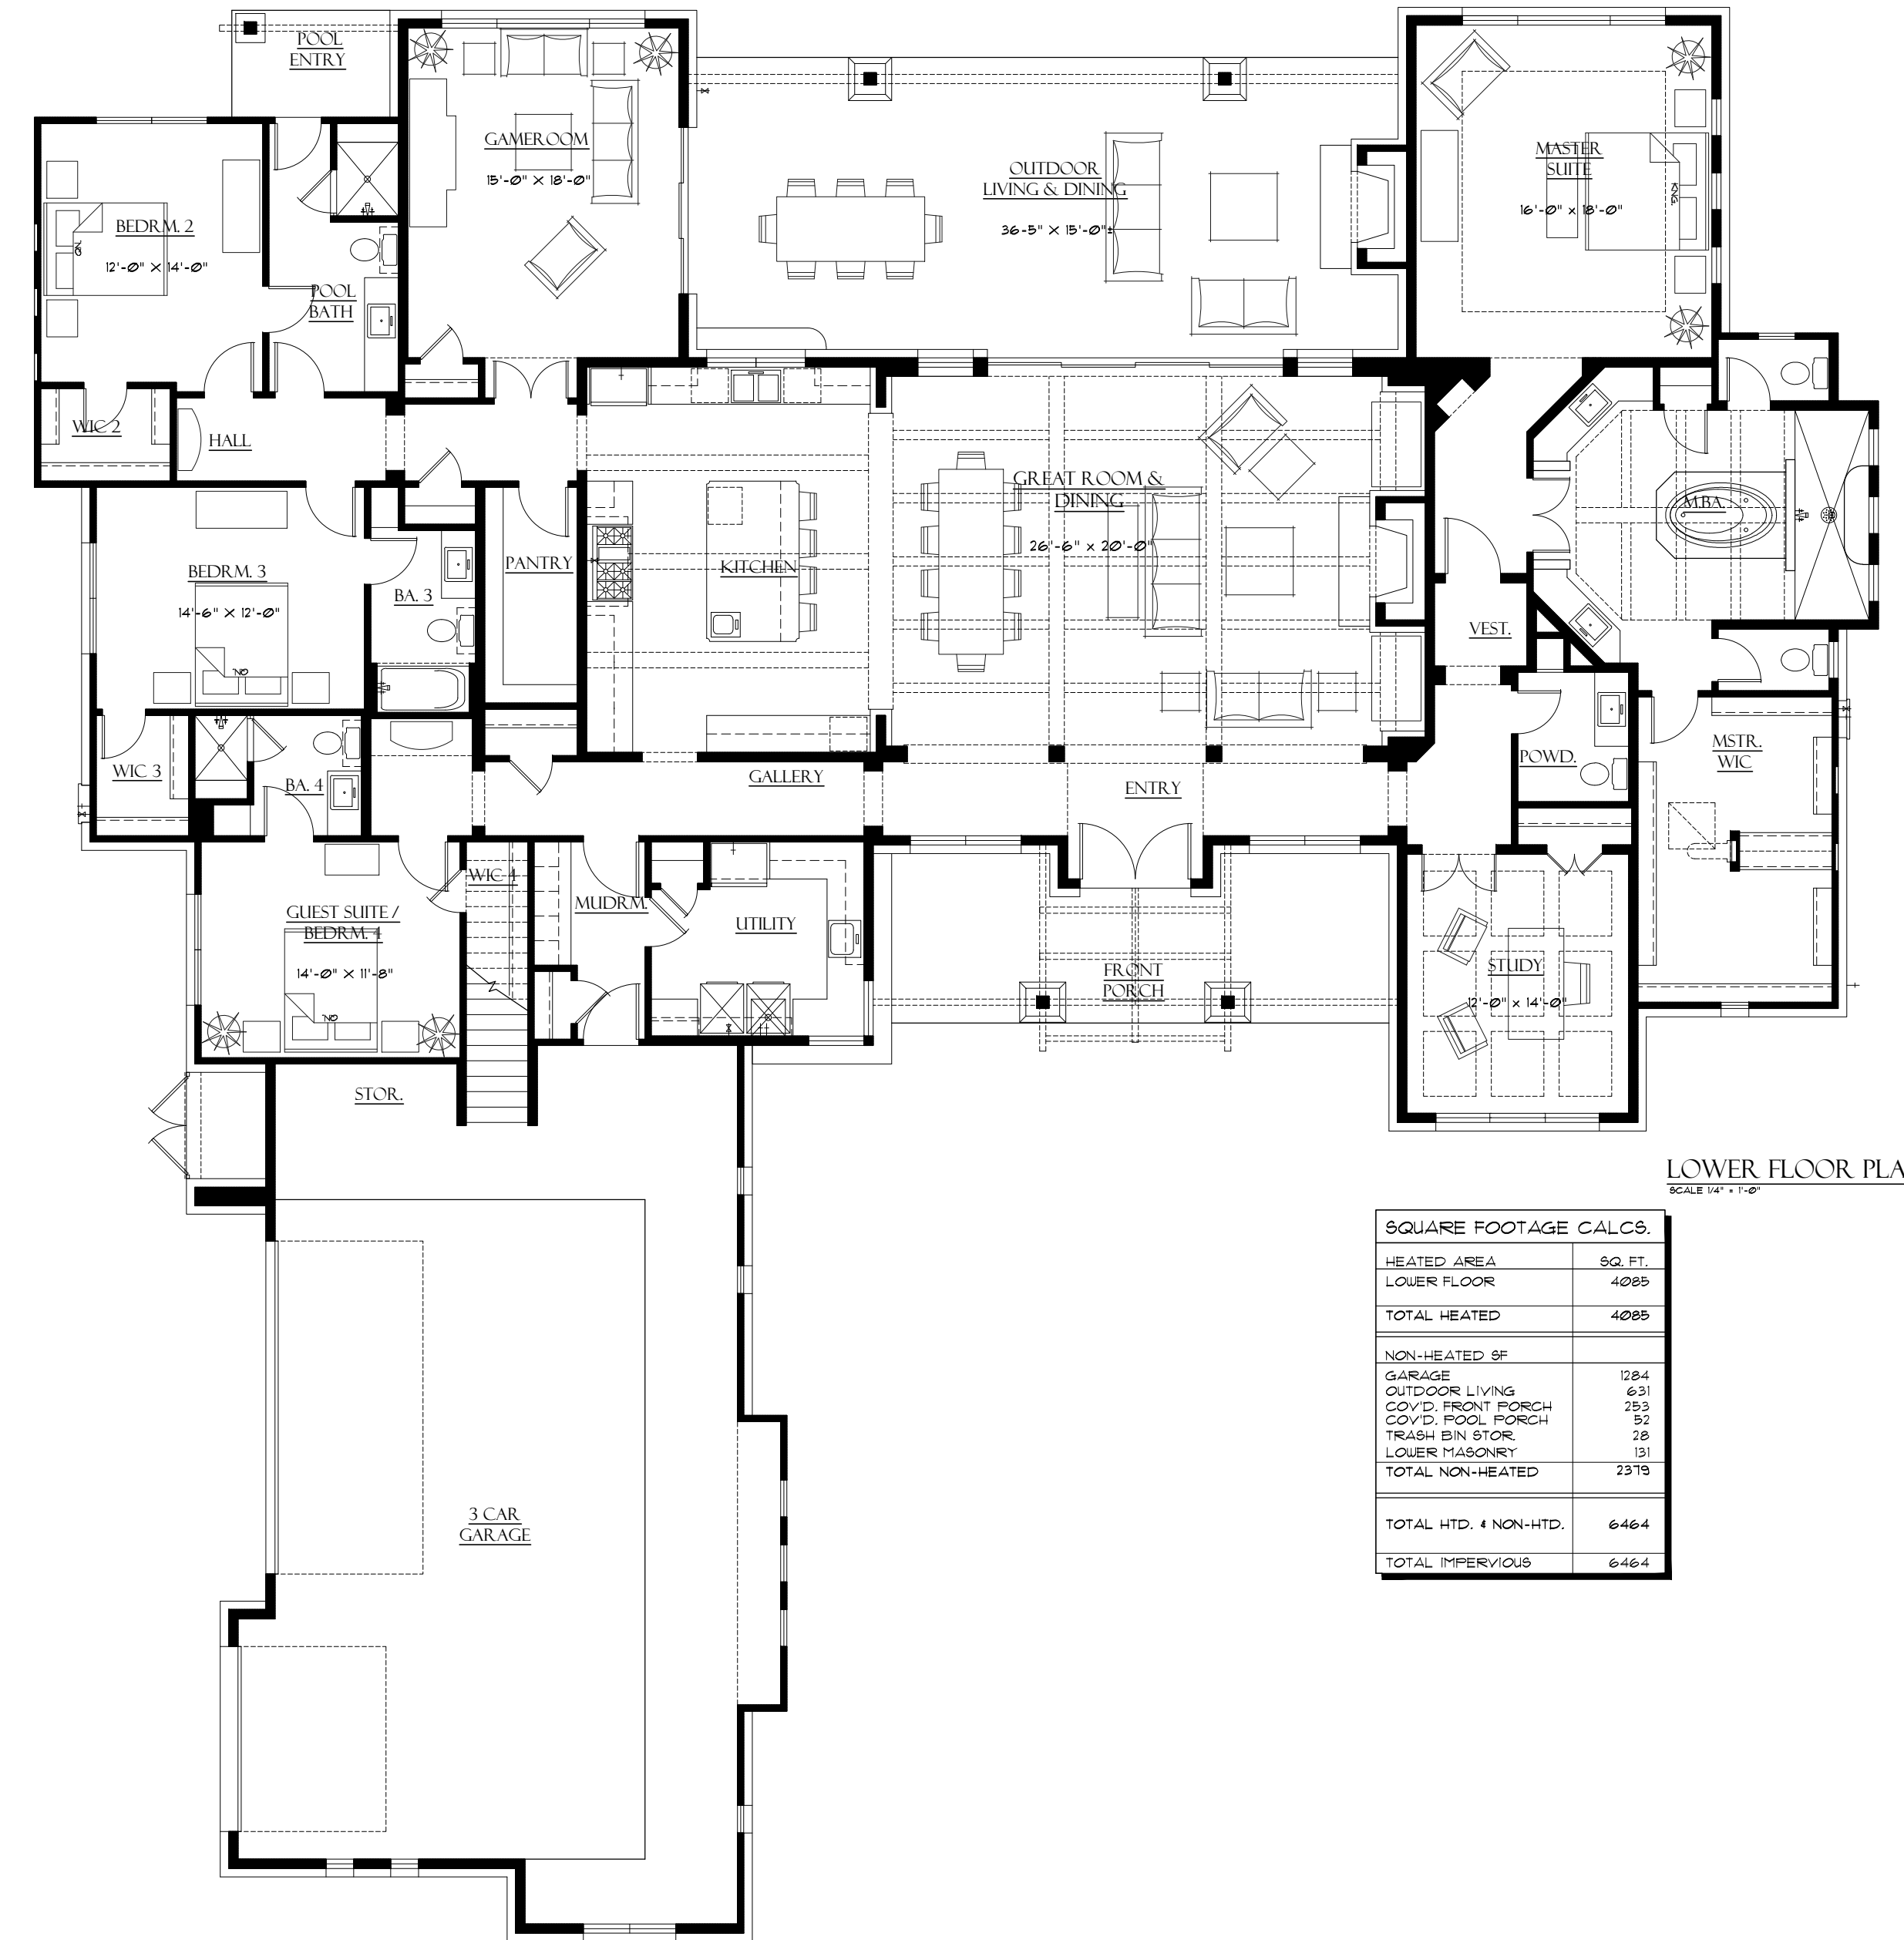 POOL
ENTRY
GAMEROOM
15'-0" X 18'-0"
OUTDOOR
LIVING & DINING
36-5" X 15'-0"±
MASTER
SUITE
16'-0" X 18'-0"
KNG.
BEDRM. 2
12'-0" X 14'-0"
POOL
BATH
WIC 2
HALL
GREAT ROOM &
DINING
26'-6" X 20'-0"
M.BA.
BEDRM. 3
14'-6" X 12'-0"
BA. 3
PANTRY
KITCHEN
VEST.
WIC 3
BA. 4
GALLERY
ENTRY
POWD.
MSTR.
WIC
GUEST SUITE /
BEDRM. 4
14'-0" X 11'-8"
WIC 4
MUDRM.
UTILITY
FRONT
PORCH
STUDY
12'-0" X 14'-0"
STOR.
3 CAR
GARAGE
LOWER FLOOR PLA
SCALE 1/4" = 1'-0"
SQUARE FOOTAGE CALCS.
HEATED AREA SQ. FT.
LOWER FLOOR 4085
TOTAL HEATED 4085
NON-HEATED SF
GARAGE 1284
OUTDOOR LIVING 631
COV'D. FRONT PORCH 253
COV'D. POOL PORCH 52
TRASH BIN STOR. 28
LOWER MASONRY 131
TOTAL NON-HEATED 2379
TOTAL HTD. & NON-HTD. 6464
TOTAL IMPERVIOUS 6464